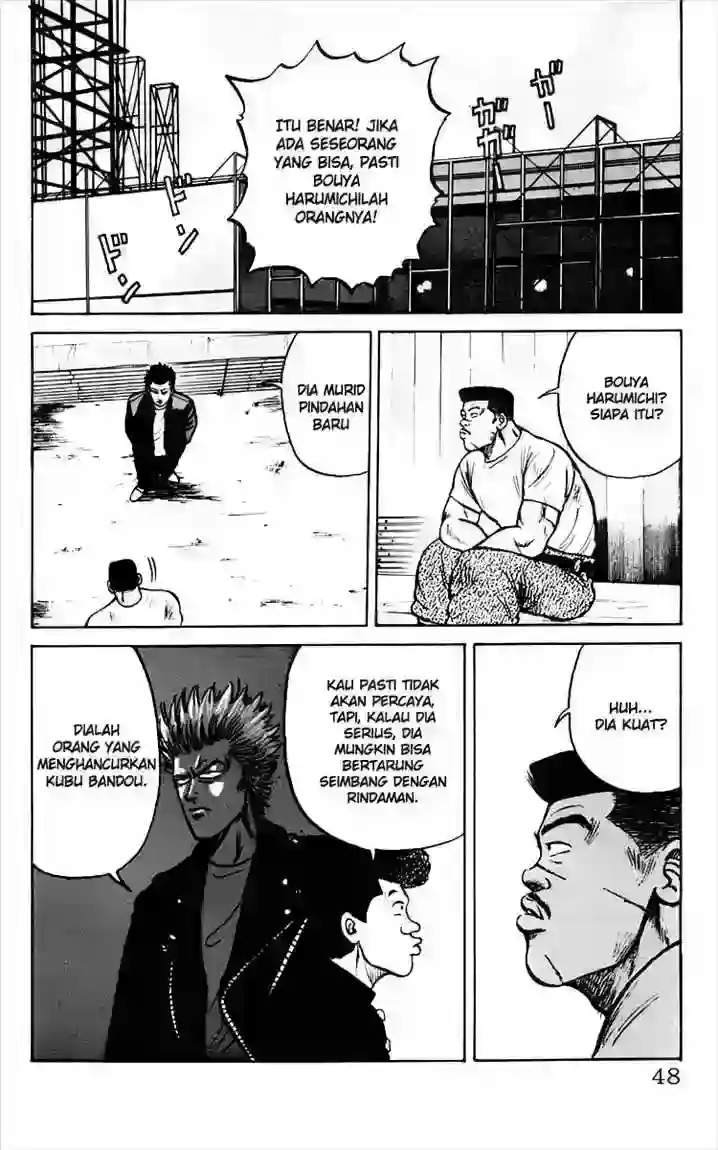 ITU BENAR! JIKA
ADA SESEORANG
YANG BISA, PASTI
BOUYA
HARUMICHILAH
ORANGNYA!
ガガー
ガガ
ドドン
ドドン
BOUYA
HARUMICHI?
SIAPA ITU?
DIA MURID
PINDAHAN
BARU
HUH...
DIA KUAT?
KAU PASTI TIDAK
AKAN PERCAYA,
TAPI, KALAU DIA
SERIUS, DIA
MUNGKIN BISA
BERTARUNG
SEIMBANG DENGAN
RINDAMAN.
DIALAH
ORANG YANG
MENGHANCURKAN
KUBU BANDOU.
48